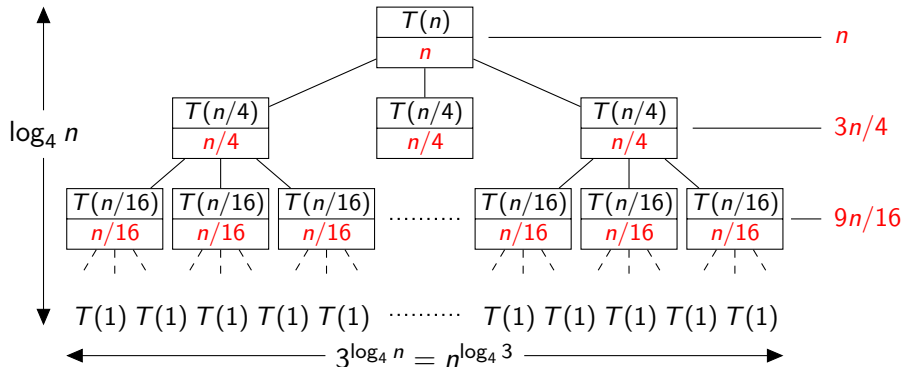 T(n)
n
n
T(n/4) T(n/4) T(n/4)
log₄ n
n/4 n/4 n/4
3n/4
T(n/16) T(n/16) T(n/16) ·········· T(n/16) T(n/16) T(n/16)
n/16 n/16 n/16 n/16 n/16 n/16
9n/16
T(1) T(1) T(1) T(1) T(1) ·········· T(1) T(1) T(1) T(1) T(1)
3^{log₄ n} = n^{log₄ 3}